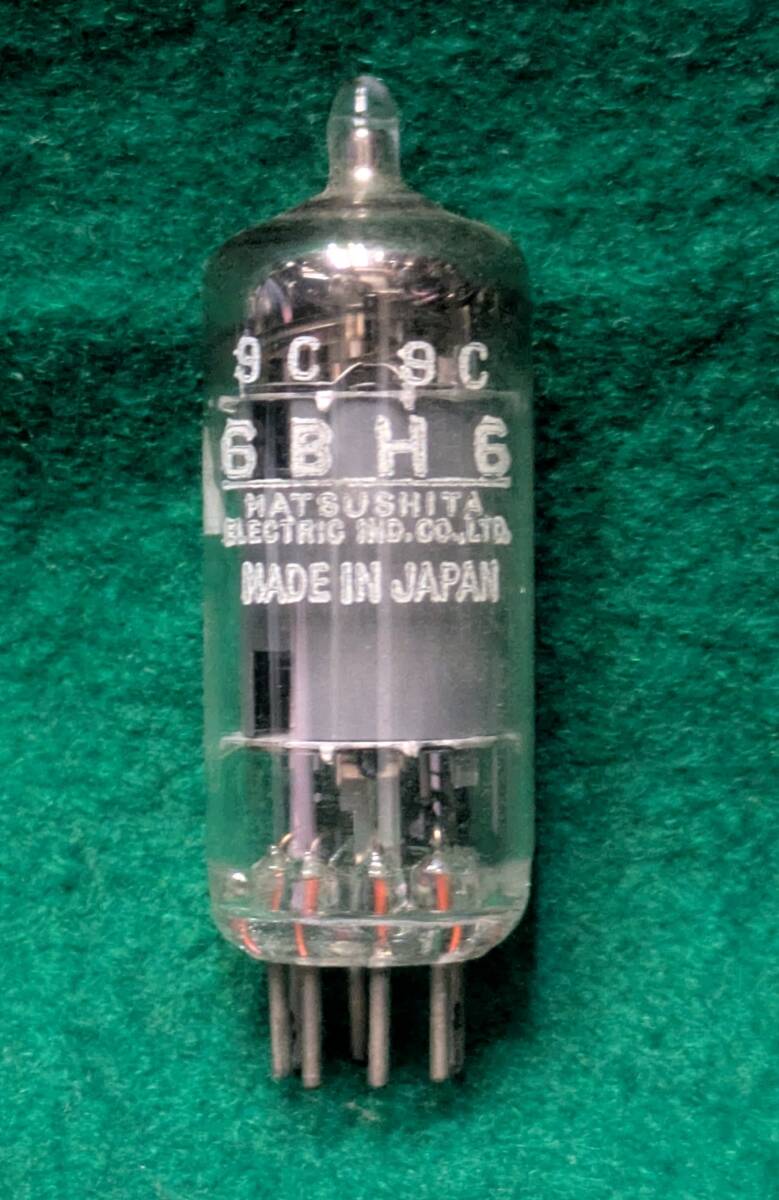 9C 9C
6BH6
MATSUSHITA
ELECTRIC IND.CO.,LTD.
MADE IN JAPAN